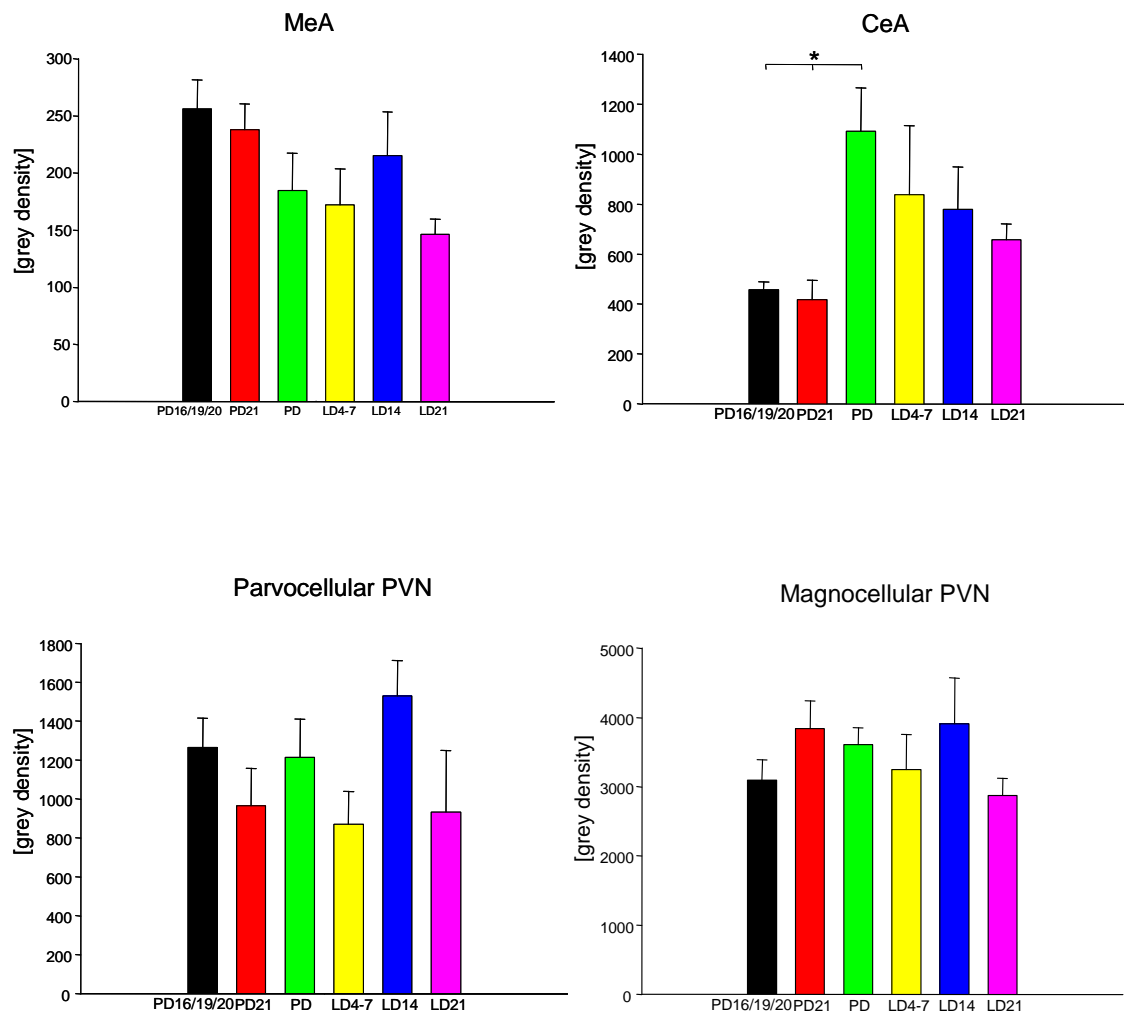 MeA
300
250
200
150
100
50
0
[grey density]
PD16/19/20 PD21 PD LD4-7 LD14 LD21
CeA
*
1400
1200
1000
800
600
400
200
0
[grey density]
PD16/19/20 PD21 PD LD4-7 LD14 LD21
Parvocellular PVN
1800
1600
1400
1200
1000
800
600
400
200
0
[grey density]
PD16/19/20 PD21 PD LD4-7 LD14 LD21
Magnocellular PVN
5000
4000
3000
2000
1000
0
[grey density]
PD16/19/20 PD21 PD LD4-7 LD14 LD21